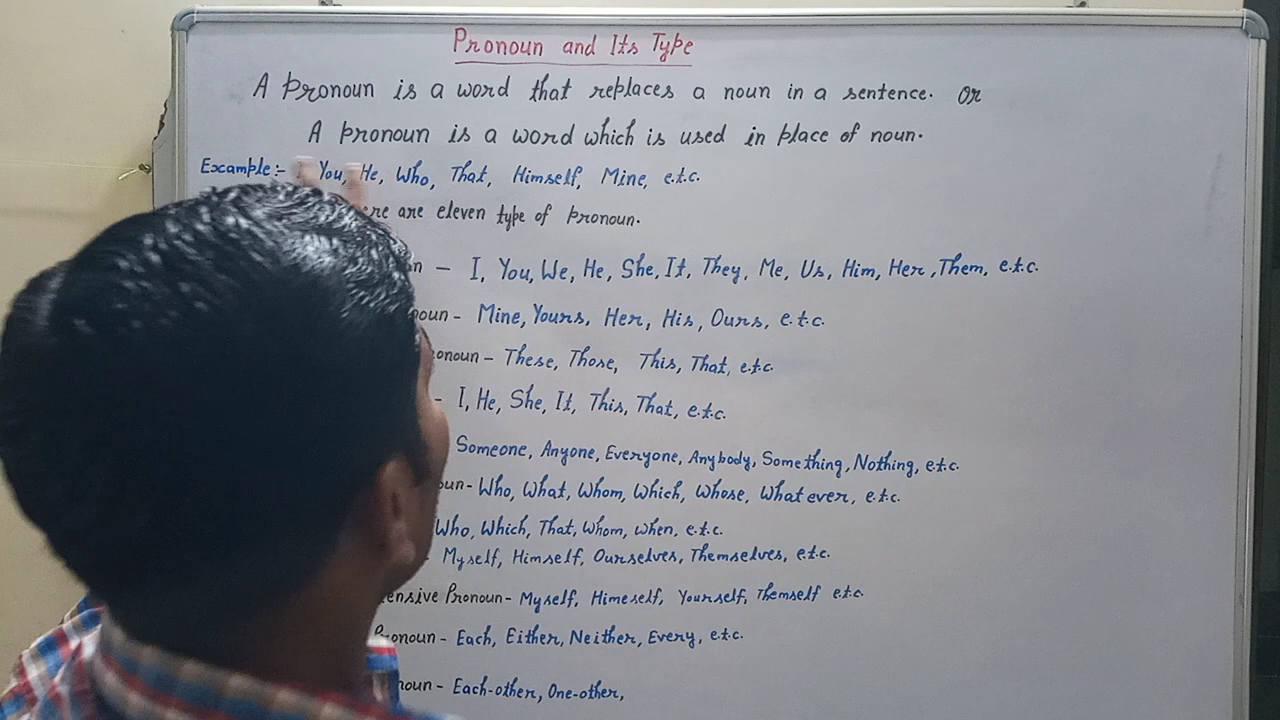 Pronoun and Its Type
A pronoun is a word that replaces a noun in a sentence. Or
A pronoun is a word which is used in place of noun.
Example:- I You, He, Who, That, Himself, Mine, e.t.c.
are eleven type of pronoun.
- I, You, We, He, She, It, They, Me, Us, Him, Her, Them, e.t.c.
- Mine, Yours, Her, His, Ours, e.t.c.
- These, Those, This, That, e.t.c.
- I, He, She, It, This, That, e.t.c.
Someone, Anyone, Everyone, Anybody, Something, Nothing, e.t.c.
- Who, What, Whom, Which, Whose, What ever, e.t.c.
Who, Which, That, Whom, when, e.t.c.
Myself, Himself, Ourselves, Themselves, e.t.c.
Pronoun- Myself, Himeself, Yourself, Themself e.t.c.
Pronoun - Each, Either, Neither, Every, e.t.c.
- Each-other, One-other,